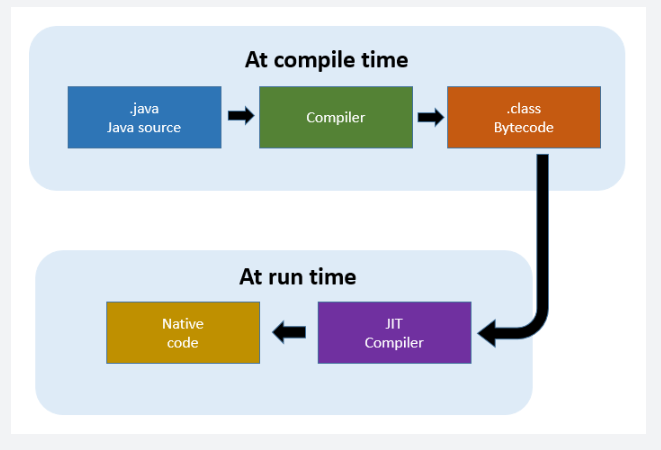 At compile time
.java
Java source
Compiler
.class
Bytecode
At run time
Native
code
JIT
Compiler